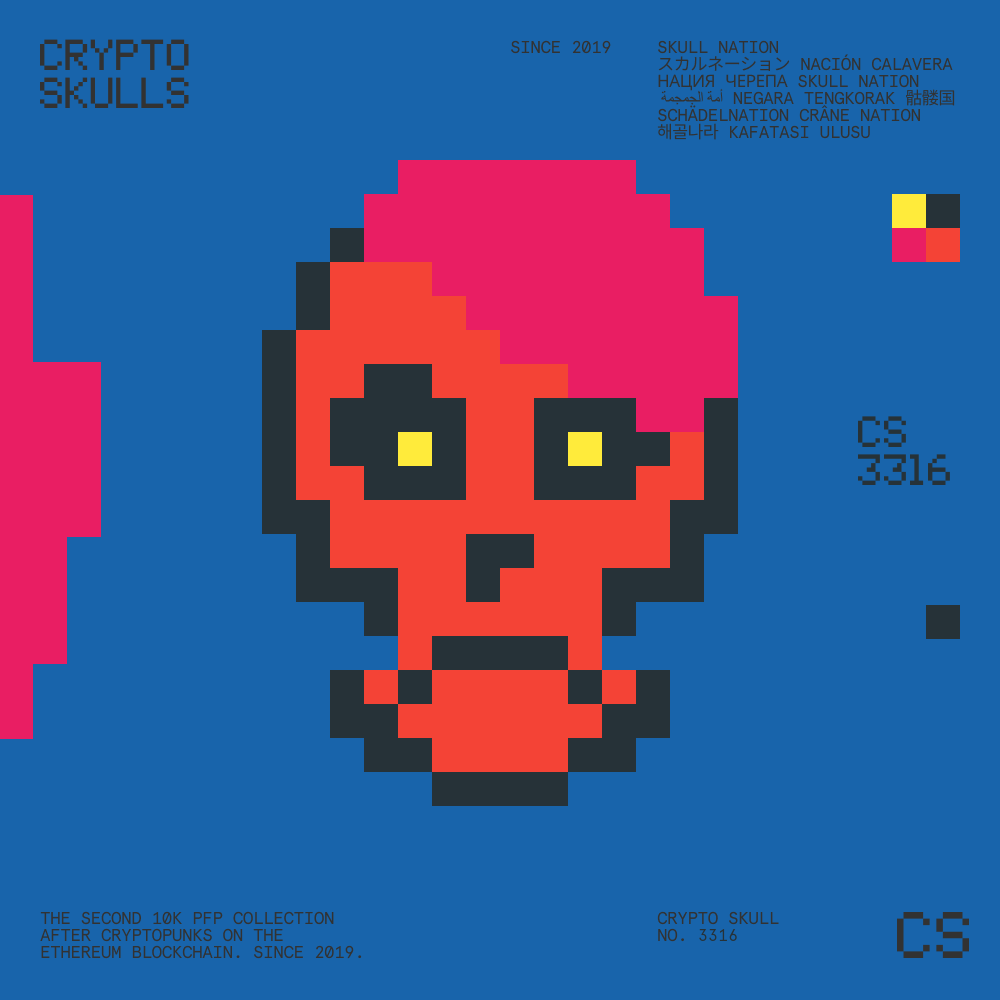 CRYPTO
SKULLS
SINCE 2019
SKULL NATION
スカルネーション NACIÓN CALAVERA
НАЦИЯ ЧЕРЕПА SKULL NATION
أمة الجمجمة NEGARA TENGKORAK 骷髅国
SCHÄDELNATION CRÂNE NATION
해골나라 KAFATASI ULUSU
CS
3316
THE SECOND 10K PFP COLLECTION
AFTER CRYPTOPUNKS ON THE
ETHEREUM BLOCKCHAIN. SINCE 2019.
CRYPTO SKULL
NO. 3316
CS